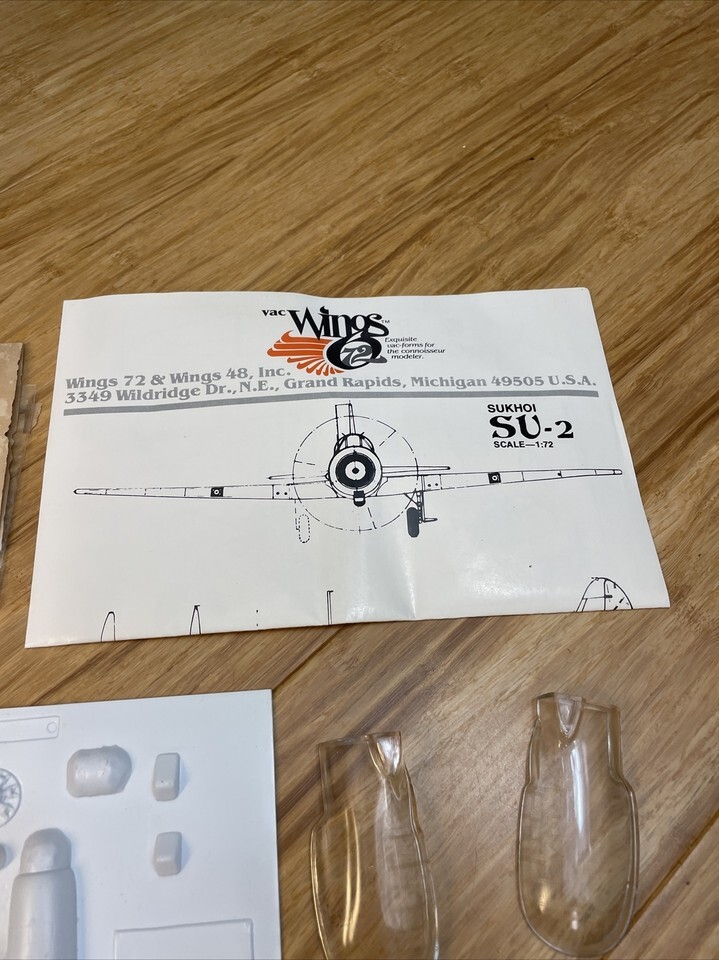 vac Wings 72 ™
Exquisite
vac-forms for
the connoisseur
modeler.
Wings 72 & Wings 48, Inc.
3349 Wildridge Dr., N.E., Grand Rapids, Michigan 49505 U.S.A.
SUKHOI
SU-2
SCALE—1:72